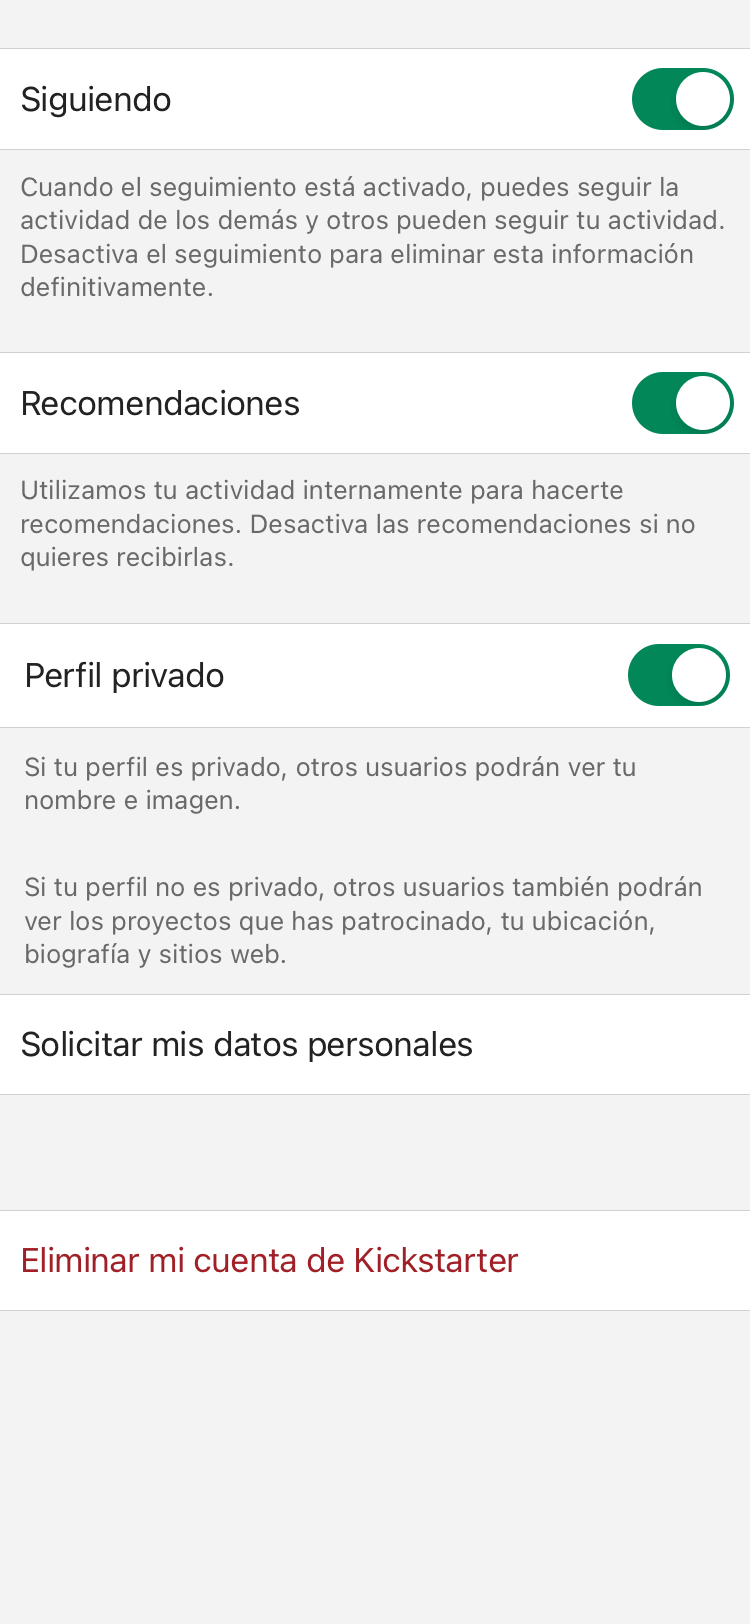 Siguiendo
Cuando el seguimiento está activado, puedes seguir la
actividad de los demás y otros pueden seguir tu actividad.
Desactiva el seguimiento para eliminar esta información
definitivamente.
Recomendaciones
Utilizamos tu actividad internamente para hacerte
recomendaciones. Desactiva las recomendaciones si no
quieres recibirlas.
Perfil privado
Si tu perfil es privado, otros usuarios podrán ver tu
nombre e imagen.
Si tu perfil no es privado, otros usuarios también podrán
ver los proyectos que has patrocinado, tu ubicación,
biografía y sitios web.
Solicitar mis datos personales
Eliminar mi cuenta de Kickstarter